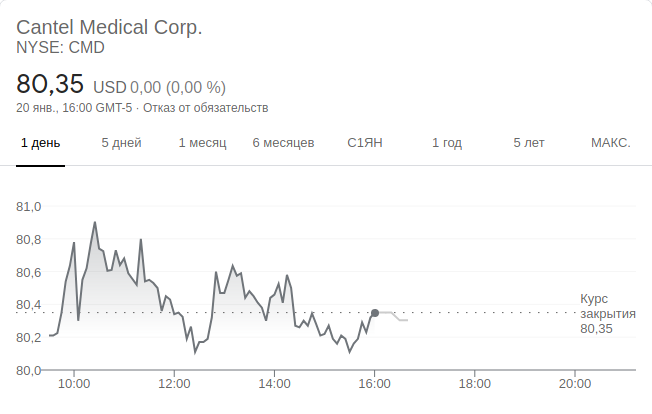 Cantel Medical Corp.
NYSE: CMD
80,35 USD 0,00 (0,00 %)
20 янв., 16:00 GMT-5 · Отказ от обязательств
1 день 5 дней 1 месяц 6 месяцев С1ЯН 1 год 5 лет МАКС.
81,0
80,8
80,6
80,4
80,2
80,0
Курс
закрытия
80,35
10:00 12:00 14:00 16:00 18:00 20:00